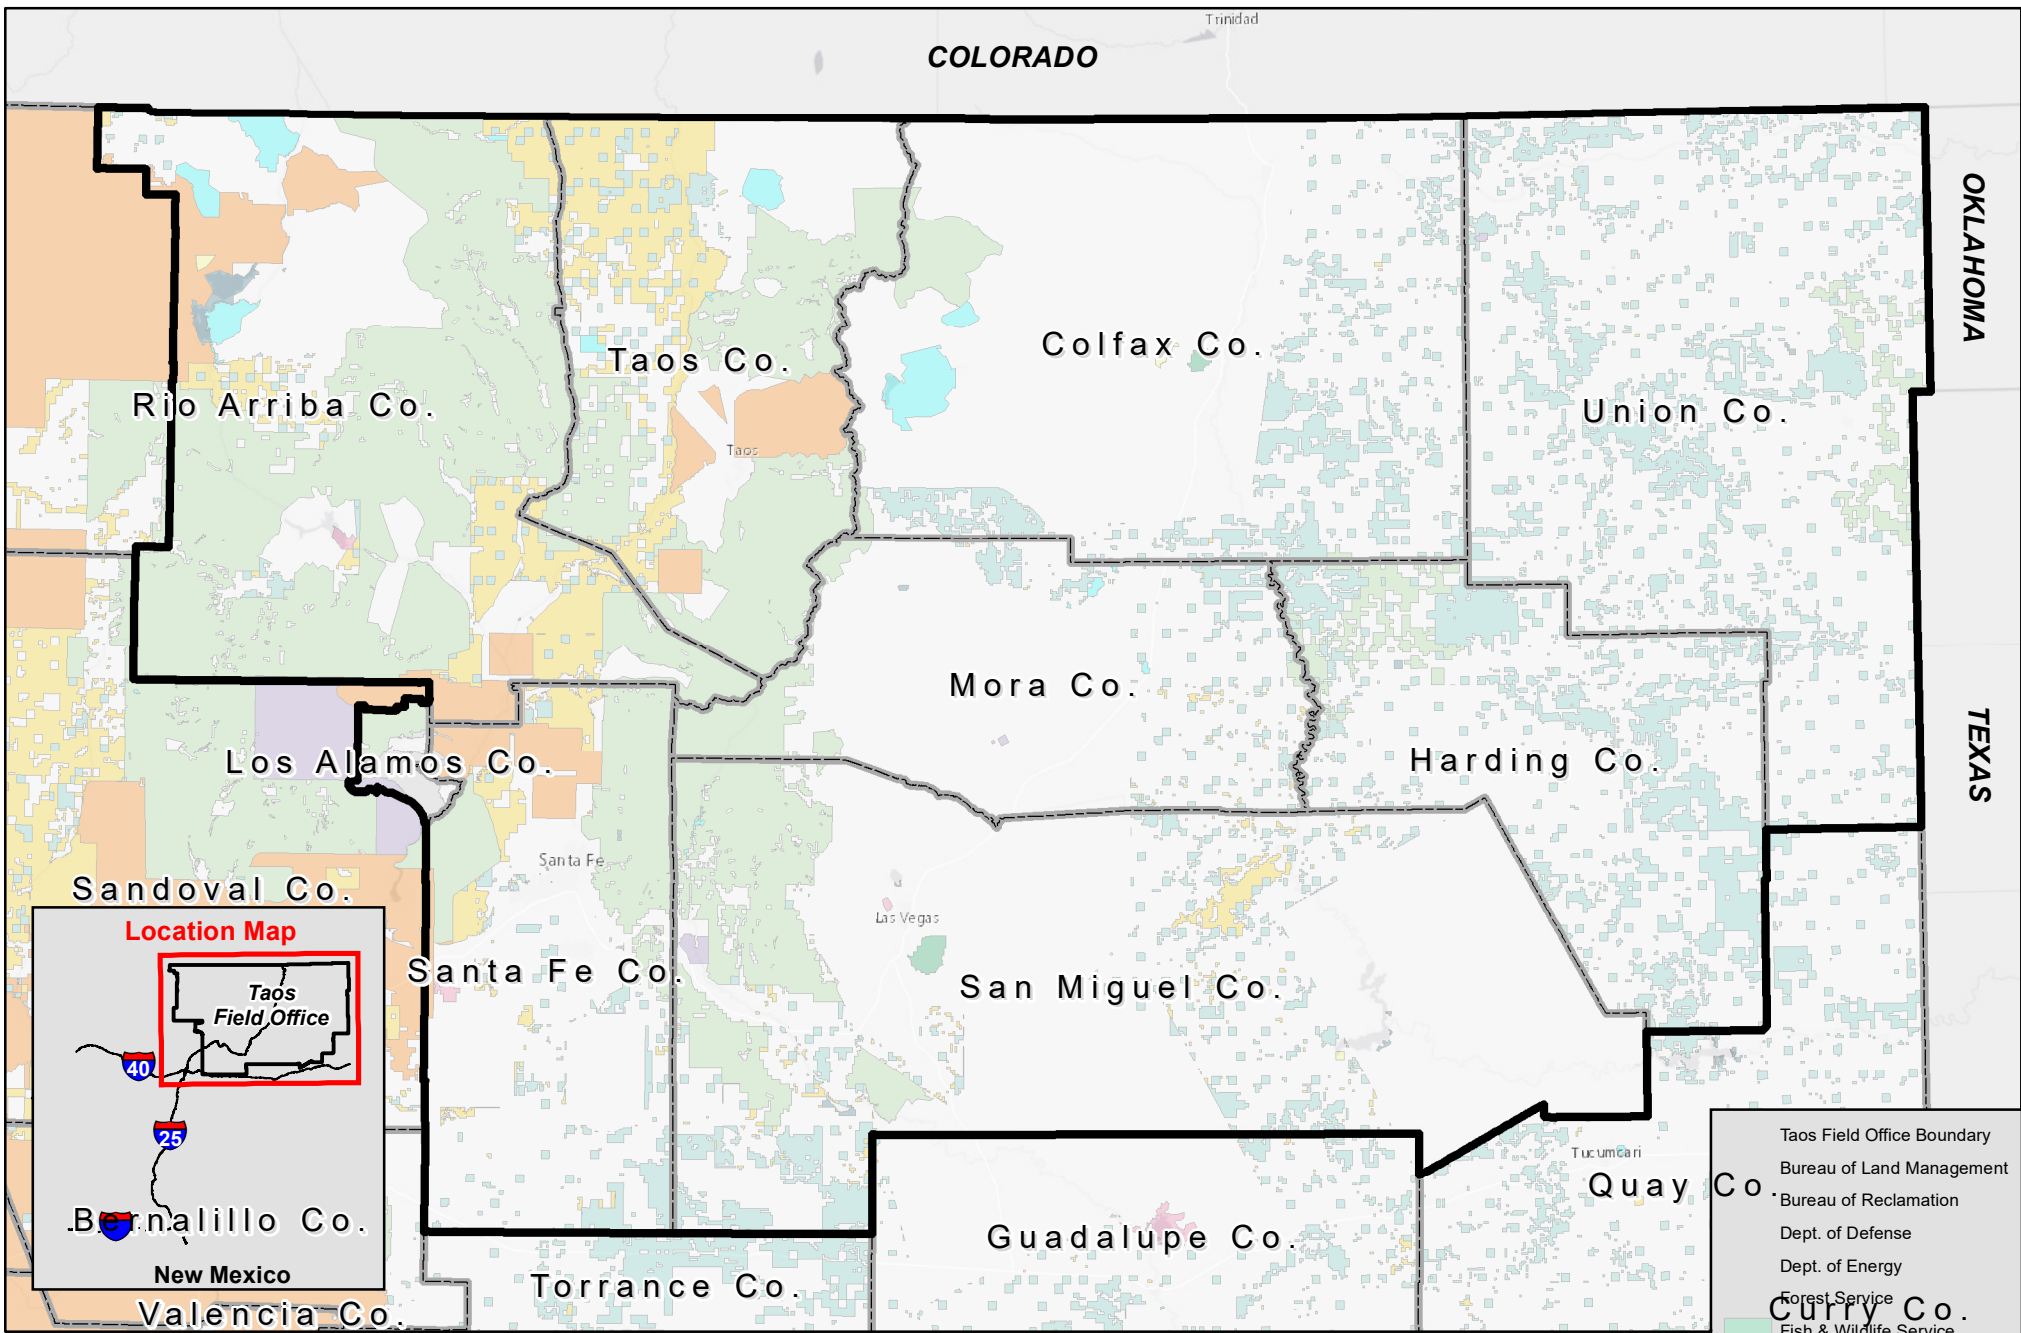 Trinidad
COLORADO
OKLAHOMA
Colfax Co.
Taos Co.
Rio Arriba Co.
Union Co.
Taos
Mora Co.
TEXAS
Harding Co.
Los Alamos Co.
Santa Fe
Sandoval Co.
Las Vegas
Location Map
Santa Fe Co.
San Miguel Co.
Taos
Field Office
40
25
Taos Field Office Boundary
Tucumcari
Bureau of Land Management
Quay Co.
Bureau of Reclamation
Bernalillo Co.
Dept. of Defense
Guadalupe Co.
Dept. of Energy
New Mexico
Torrance Co.
Forest Service
Valencia Co.
Curry Co.
Fish & Wildlife Service